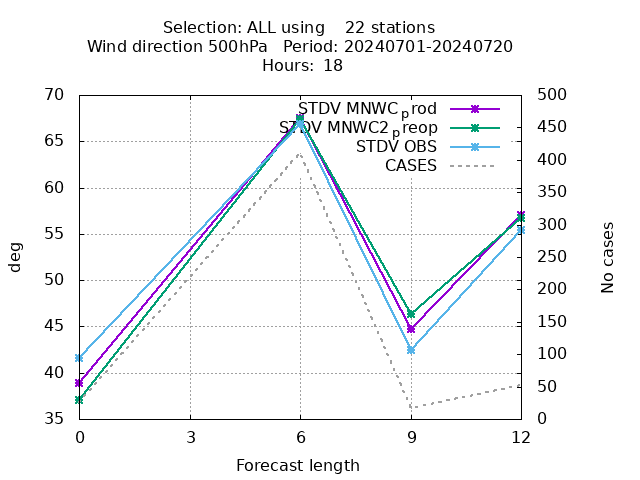 Selection: ALL using    22 stations
Wind direction 500hPa   Period: 20240701-20240720
Hours: 18
STDV MNWCprod
STDV MNWC2preop
STDV OBS
CASES
70
65
60
55
50
45
40
35
500
450
400
350
300
250
200
150
100
50
0
deg
No cases
0 3 6 9 12
Forecast length